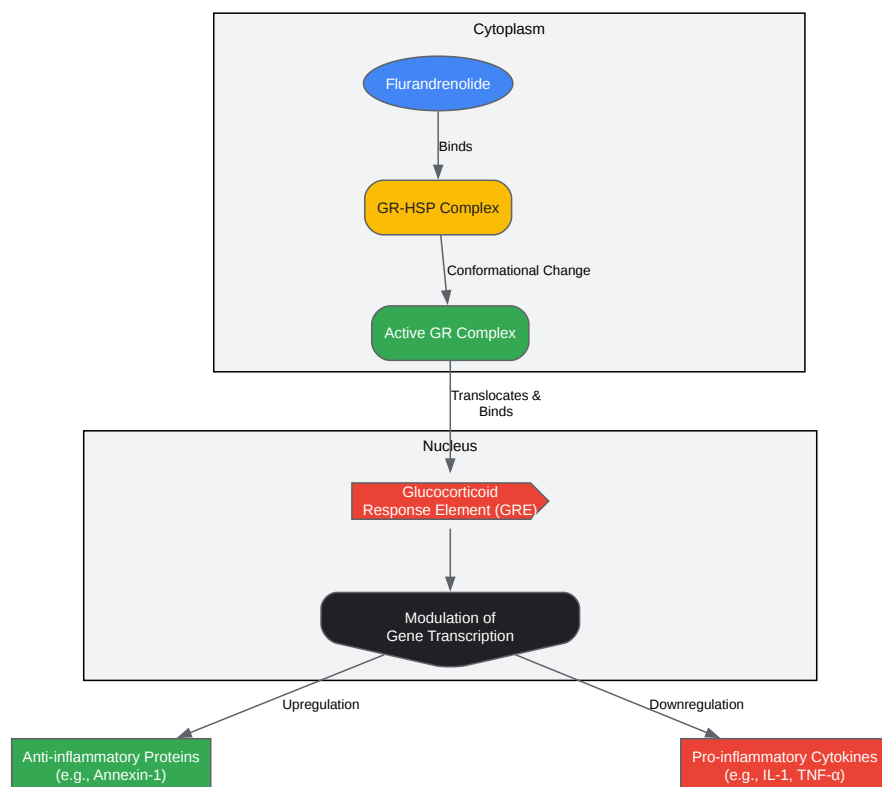 Cytoplasm
Flurandrenolide
Binds
GR-HSP Complex
Conformational Change
Active GR Complex
Translocates &
Binds
Nucleus
Glucocorticoid
Response Element (GRE)
Modulation of
Gene Transcription
Upregulation
Downregulation
Anti-inflammatory Proteins
(e.g., Annexin-1)
Pro-inflammatory Cytokines
(e.g., IL-1, TNF-α)